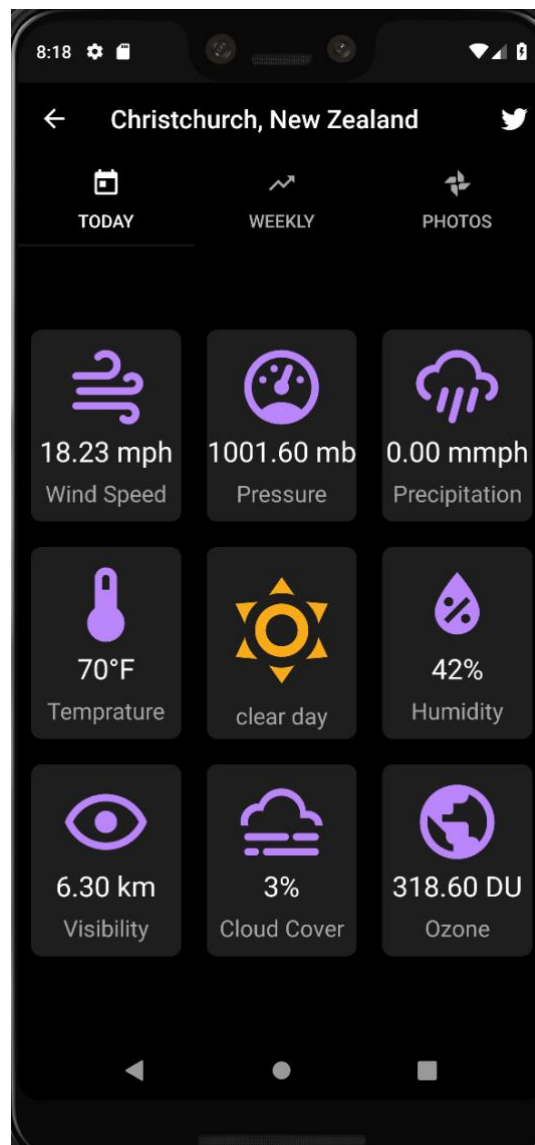 8:18
Christchurch, New Zealand
TODAY WEEKLY PHOTOS
18.23 mph 1001.60 mb 0.00 mmph
Wind Speed Pressure Precipitation
70°F 42%
Temprature clear day Humidity
6.30 km 3% 318.60 DU
Visibility Cloud Cover Ozone